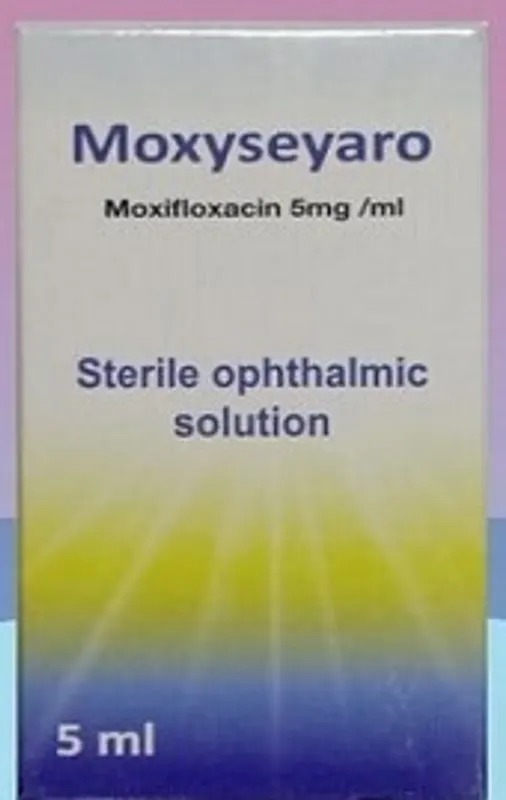 Moxyseyaro
Moxifloxacin 5mg /ml
Sterile ophthalmic
solution
5 ml